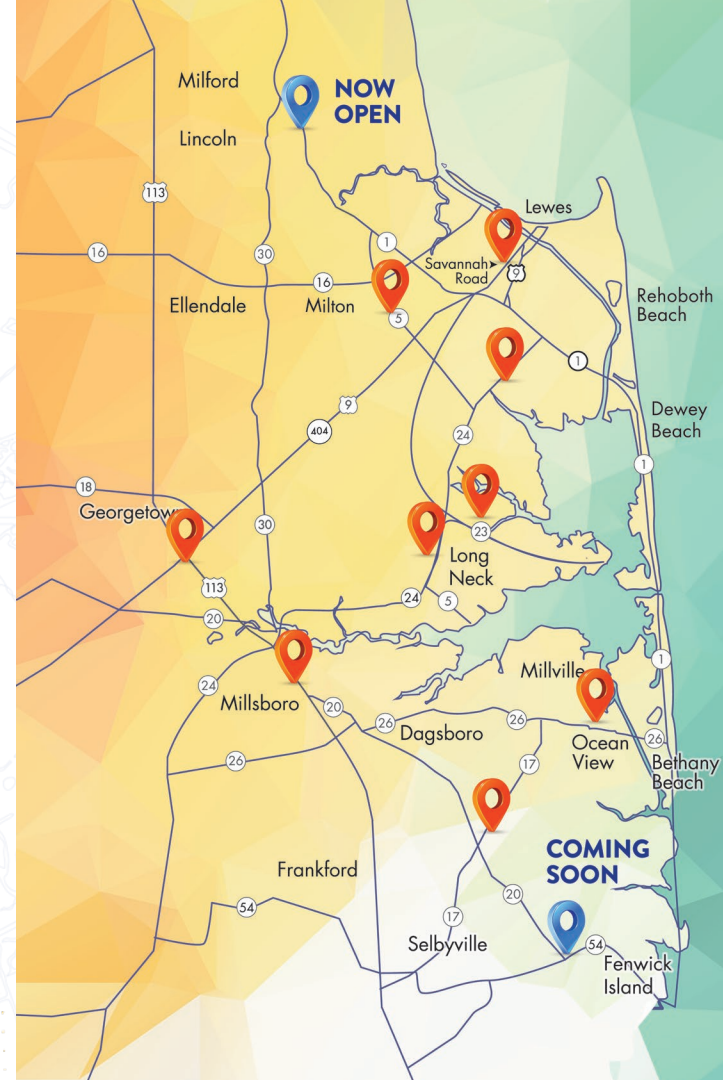 Milford
NOW
OPEN
Lincoln
113
Lewes
1
16
30
Savannah
Road
9
16
Ellendale
Milton
5
Rehoboth
Beach
1
9
Dewey
Beach
404
24
1
18
Georgetow
30
23
Long
Neck
113
24
5
20
1
Millville
24
Millsboro
20
26
26
Dagsboro
Ocean
View
26
26
17
Bethany
Beach
COMING
SOON
Frankford
20
54
17
Selbyville
54
Fenwick
Island